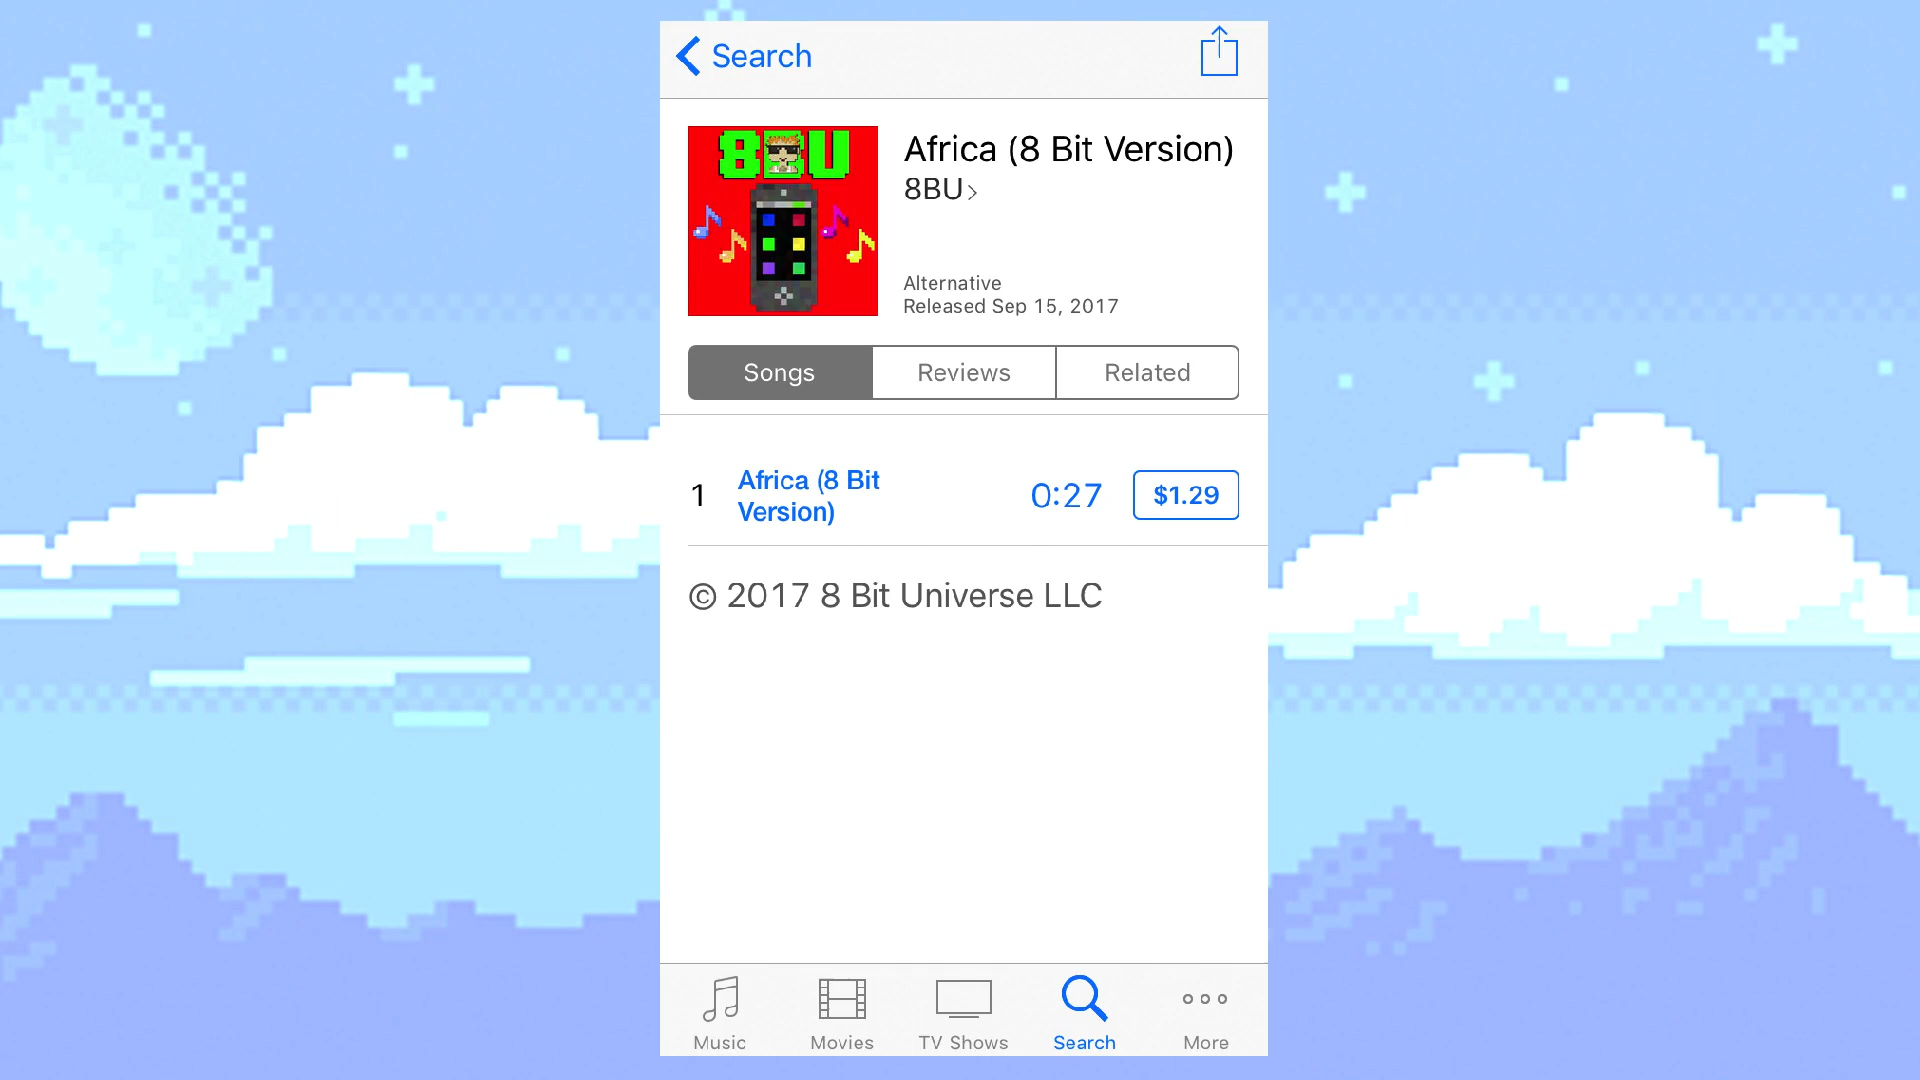 Search
8BU
Africa (8 Bit Version)
8BU
Alternative
Released Sep 15, 2017
Songs
Reviews
Related
1
Africa (8 Bit
Version)
0:27
$1.29
© 2017 8 Bit Universe LLC
Music
Movies
TV Shows
Search
More